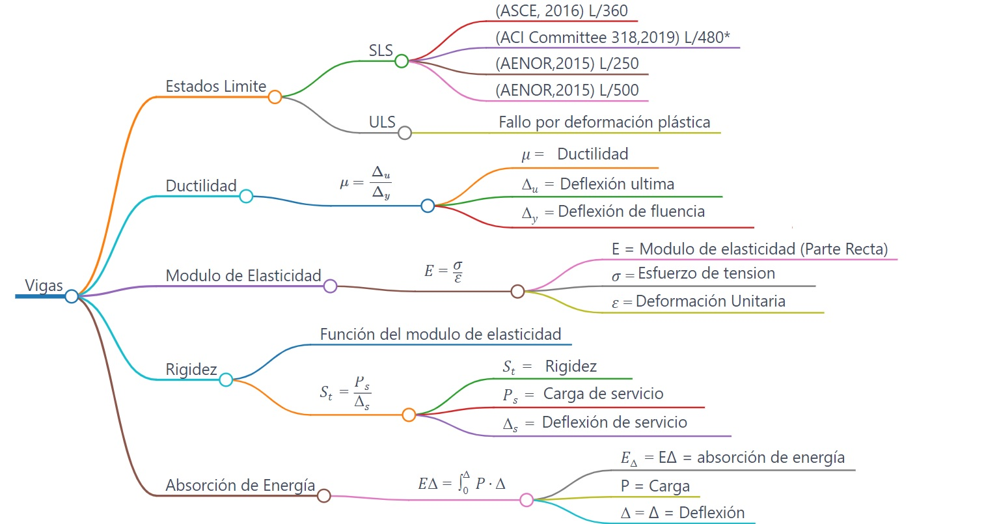 Vigas
Estados Limite
SLS
(ASCE, 2016) L/360
(ACI Committee 318,2019) L/480*
(AENOR,2015) L/250
(AENOR,2015) L/500
ULS
Fallo por deformación plástica
Ductilidad
μ = Δu/Δy
μ = Ductilidad
Δu = Deflexión ultima
Δy = Deflexión de fluencia
Modulo de Elasticidad
E = σ/ε
E = Modulo de elasticidad (Parte Recta)
σ = Esfuerzo de tension
ε = Deformación Unitaria
Rigidez
Función del modulo de elasticidad
St = Ps/Δs
St = Rigidez
Ps = Carga de servicio
Δs = Deflexión de servicio
Absorción de Energía
EΔ = ∫₀^Δ P · Δ
EΔ = EΔ = absorción de energía
P = Carga
Δ = Δ = Deflexión